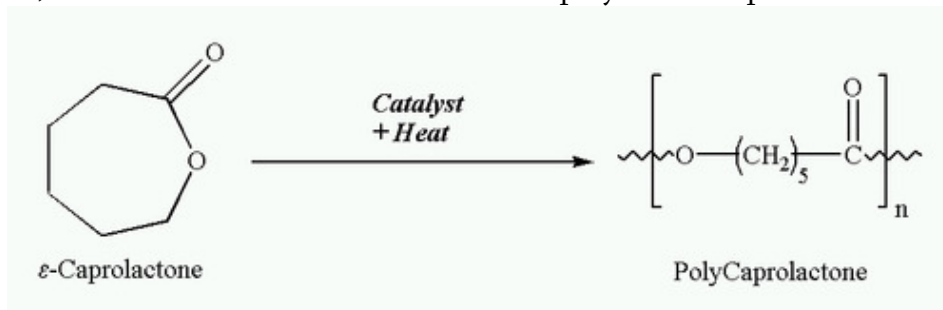 O
O
Catalyst
+Heat
O
O—(CH₂)₅—C
n
ε-Caprolactone
PolyCaprolactone